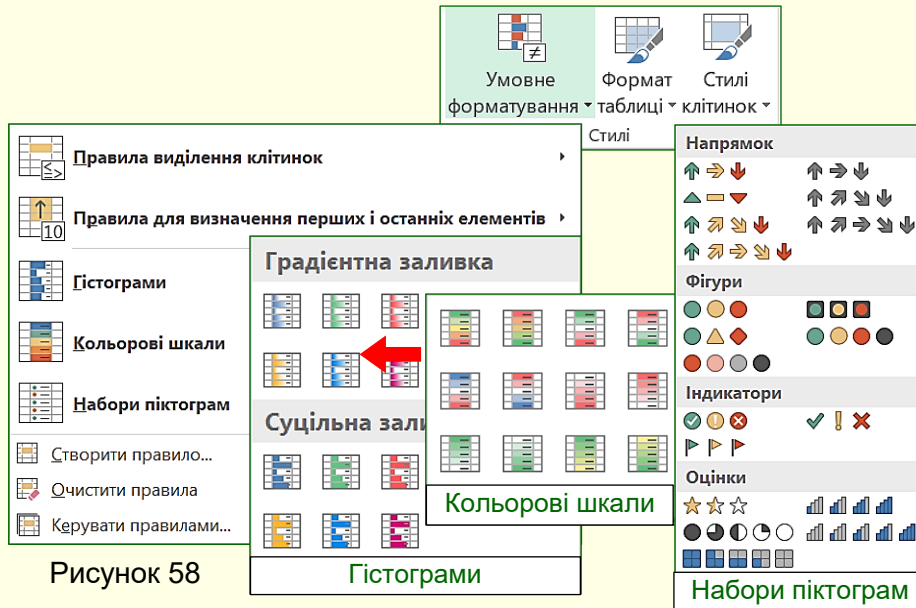 Умовне
форматування
Формат
таблиці
Стилі
клітинок
Стилі
≤
>
Правила виділення клітинок
10
Правила для визначення перших і останніх елементів
Гістограми
Кольорові шкали
Набори піктограм
Створити правило...
Очистити правила
Керувати правилами...
Рисунок 58
Градієнтна заливка
Суцільна зали
Гістограми
Кольорові шкали
Напрямок
Фігури
Індикатори
Оцінки
Набори піктограм